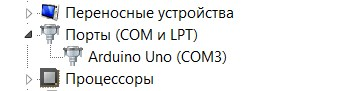 Переносные устройства
Порты (COM и LPT)
Arduino Uno (COM3)
Процессоры